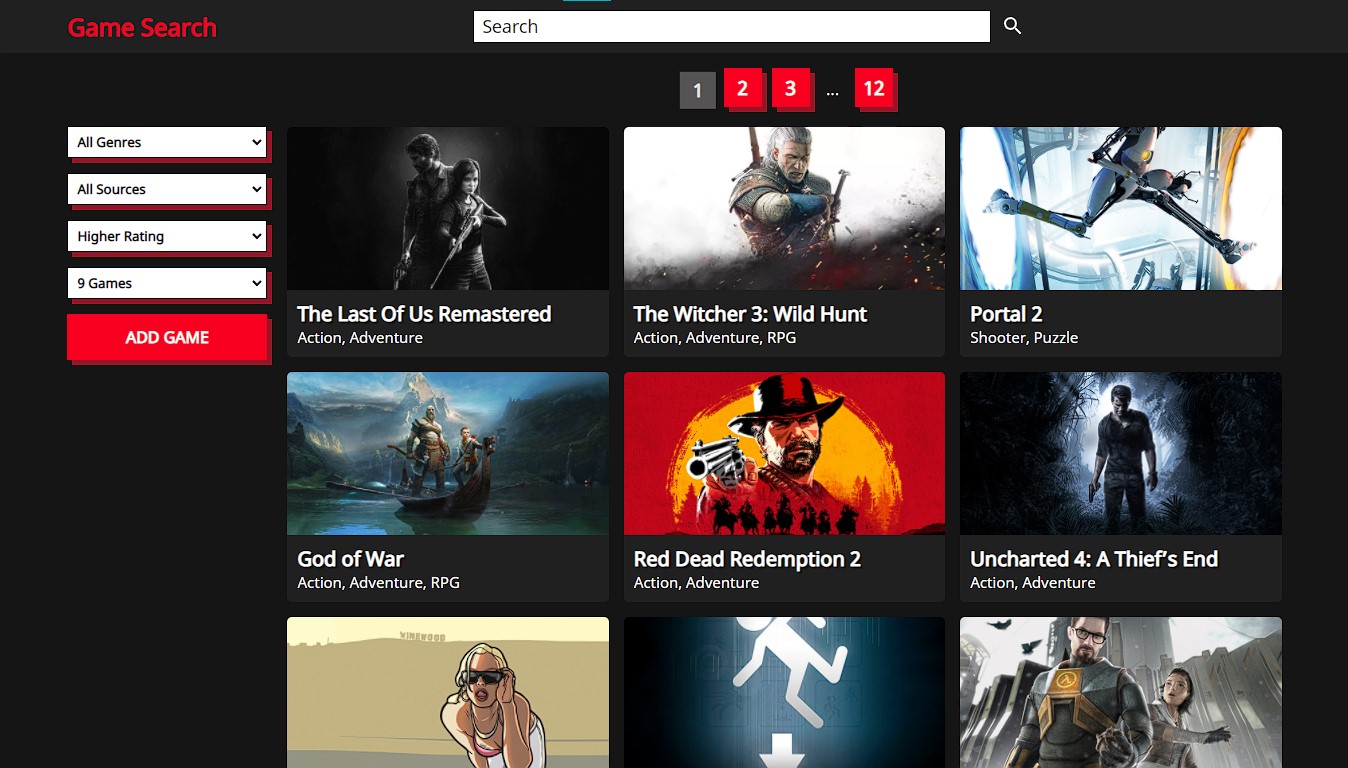 Game Search
Search
1 2 3 ... 12
All Genres
All Sources
Higher Rating
9 Games
ADD GAME
The Last Of Us Remastered
Action, Adventure
The Witcher 3: Wild Hunt
Action, Adventure, RPG
Portal 2
Shooter, Puzzle
God of War
Action, Adventure, RPG
Red Dead Redemption 2
Action, Adventure
Uncharted 4: A Thief’s End
Action, Adventure
VINEWOOD